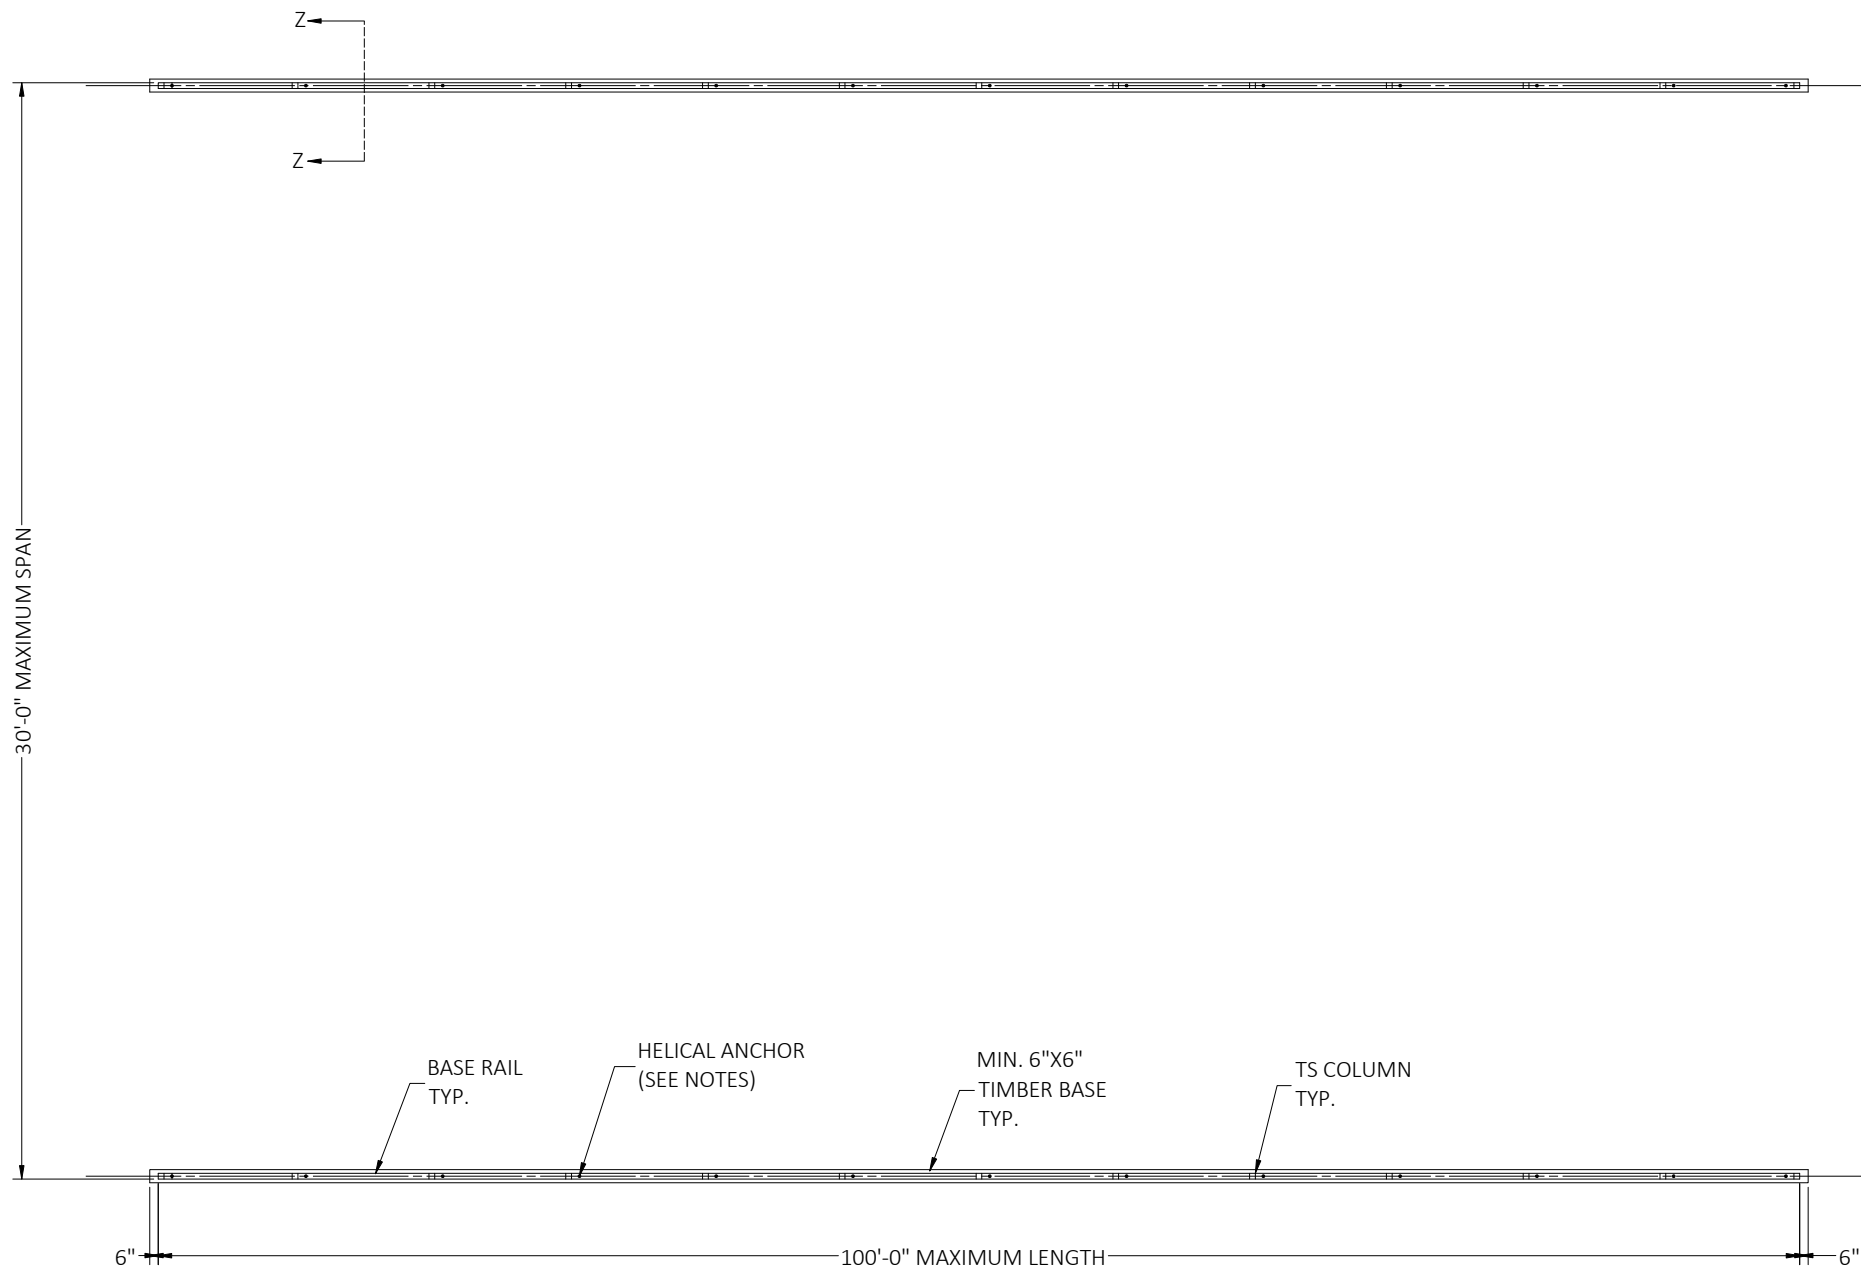 Z
Z
30'-0" MAXIMUM SPAN
BASE RAIL
TYP.
HELICAL ANCHOR
(SEE NOTES)
MIN. 6"X6"
TIMBER BASE
TYP.
TS COLUMN
TYP.
6"
100'-0" MAXIMUM LENGTH
6"